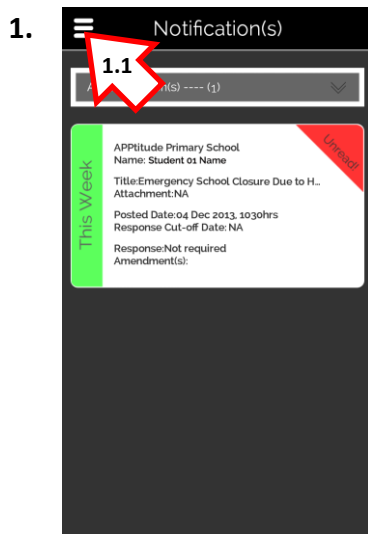 1.
Notification(s)
1.1
(s) ---- (1)
This Week
APPtitude Primary School
Name: Student 01 Name
Unread!
Title:Emergency School Closure Due to H...
Attachment:NA
Posted Date:04 Dec 2013, 1030hrs
Response Cut-off Date: NA
Response:Not required
Amendment(s):